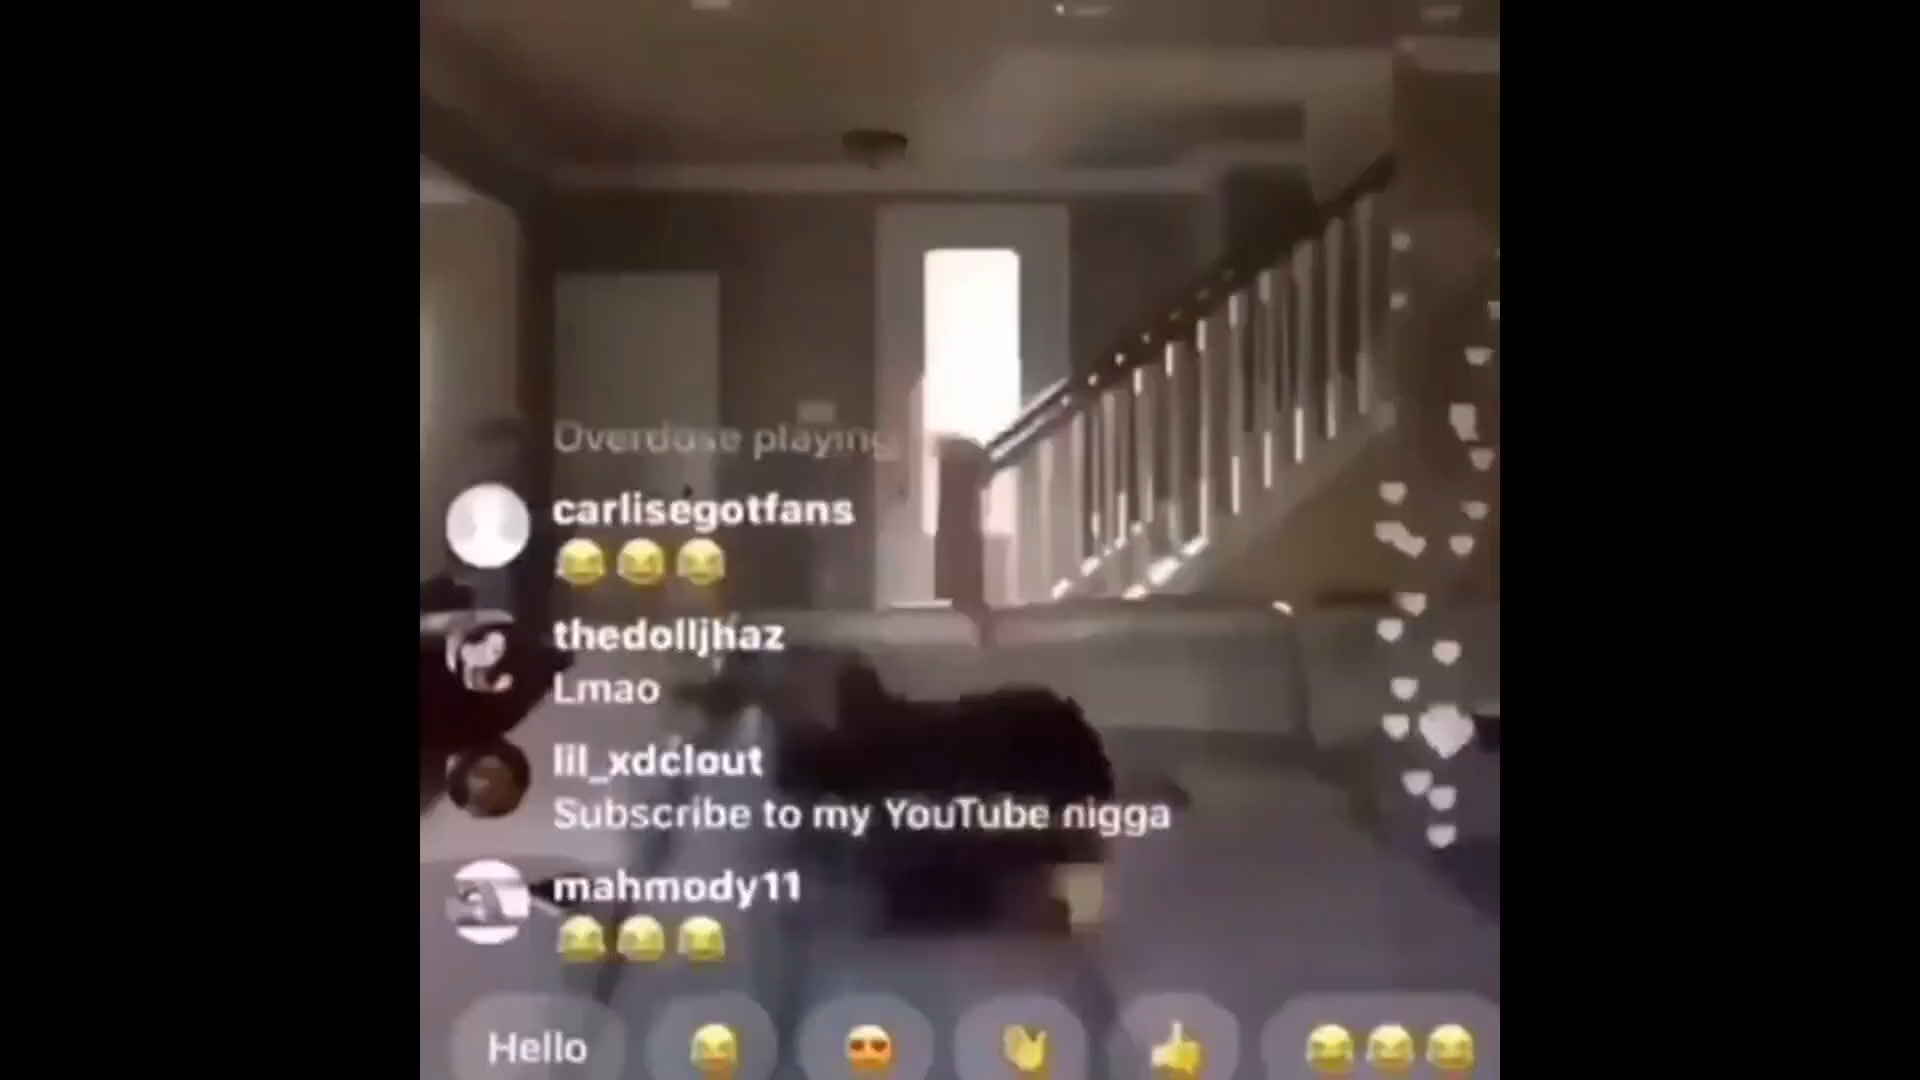 Overdose playing
carlisegotfans
😂😂😂
thedolljhaz
Lmao
lil_xdclout
Subscribe to my YouTube nigga
mahmody11
😂😂😂
Hello